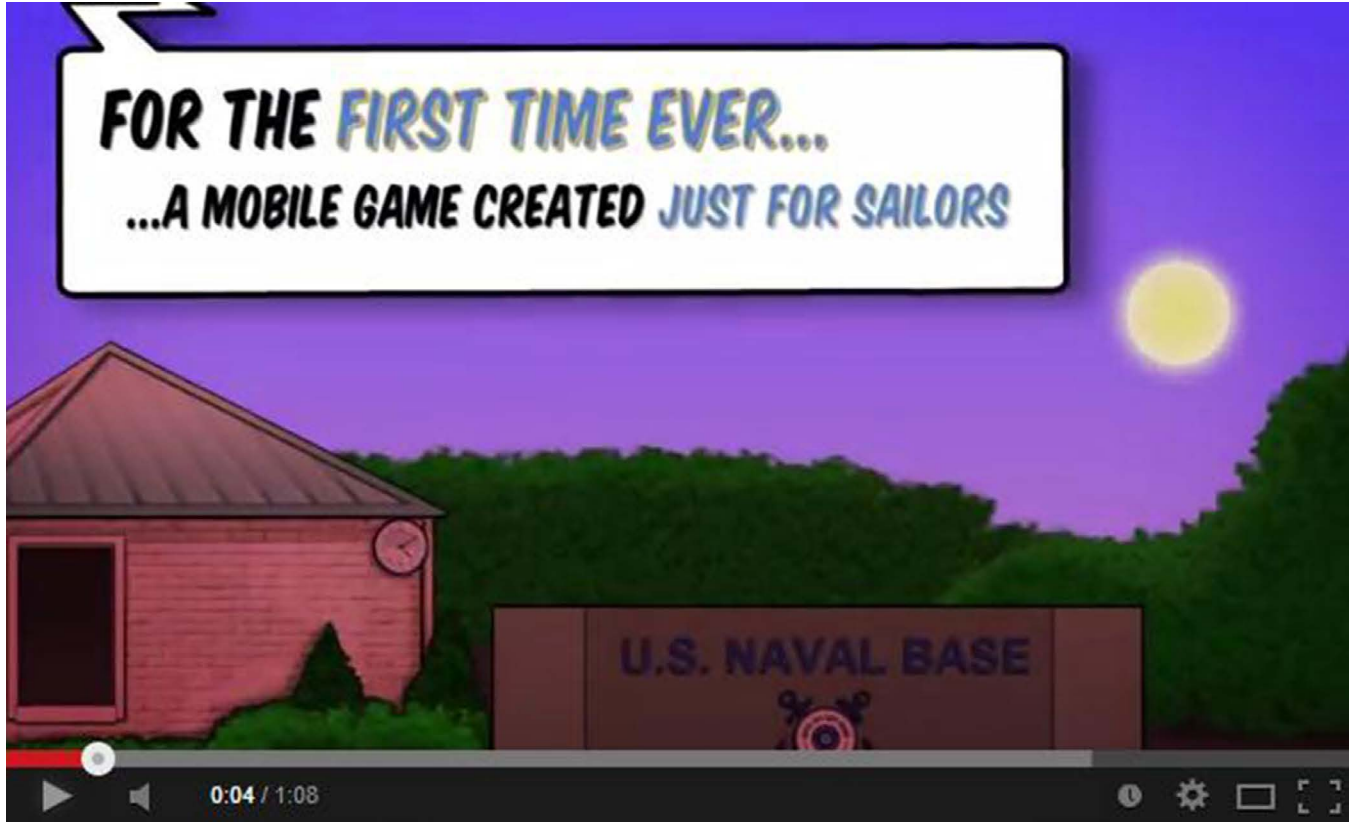 FOR THE FIRST TIME EVER...
...A MOBILE GAME CREATED JUST FOR SAILORS
U.S. NAVAL BASE
0:04 / 1:08